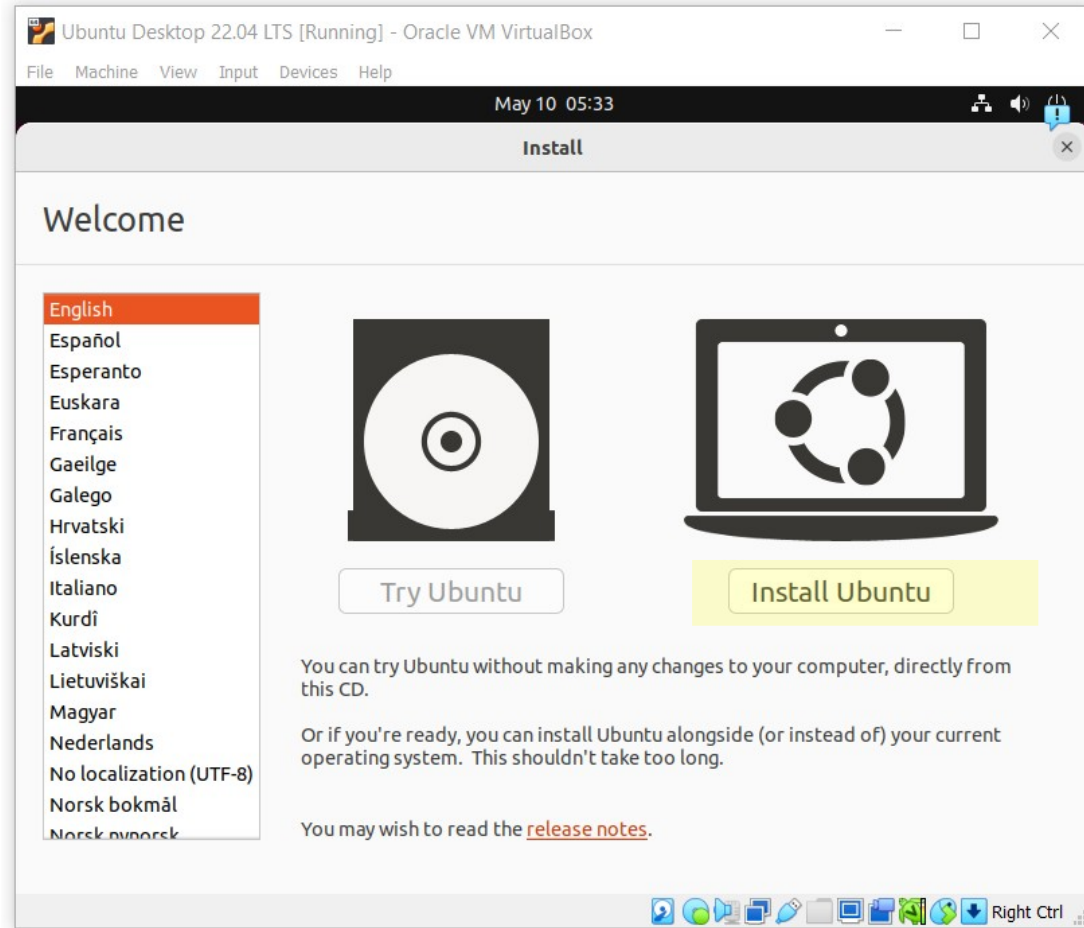 Ubuntu Desktop 22.04 LTS [Running] - Oracle VM VirtualBox
File Machine View Input Devices Help
May 10 05:33
Install
Welcome
English
Español
Esperanto
Euskara
Français
Gaeilge
Galego
Hrvatski
Íslenska
Italiano
Kurdî
Latviski
Lietuviškai
Magyar
Nederlands
No localization (UTF-8)
Norsk bokmål
Norsk nynorsk
Try Ubuntu
Install Ubuntu
You can try Ubuntu without making any changes to your computer, directly from
this CD.
Or if you're ready, you can install Ubuntu alongside (or instead of) your current
operating system. This shouldn't take too long.
You may wish to read the release notes.
Right Ctrl